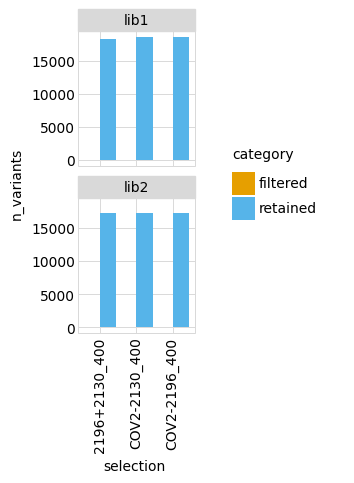 lib1
15000
10000
5000
0
n_variants
lib2
15000
10000
5000
0
2196+2130_400
COV2-2130_400
COV2-2196_400
selection
category
filtered
retained